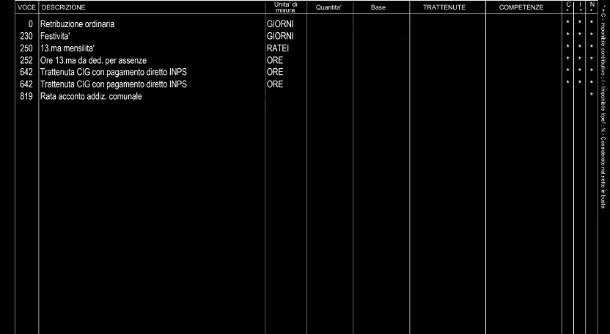 VOCE DESCRIZIONE Unita' di misura Quantita' Base TRATTENUTE COMPETENZE C * I * N *
0 Retribuzione ordinaria GIORNI * * *
230 Festivita' GIORNI * * *
250 13.ma mensilita' RATEI * * *
252 Ore 13.ma da ded. per assenze ORE * * *
642 Trattenuta CIG con pagamento diretto INPS ORE * * *
642 Trattenuta CIG con pagamento diretto INPS ORE * * *
819 Rata acconto addiz. comunale *
C - Imponibile contributivo ; I - Imponibile Irpef ; N - Considerata nel netto in busta